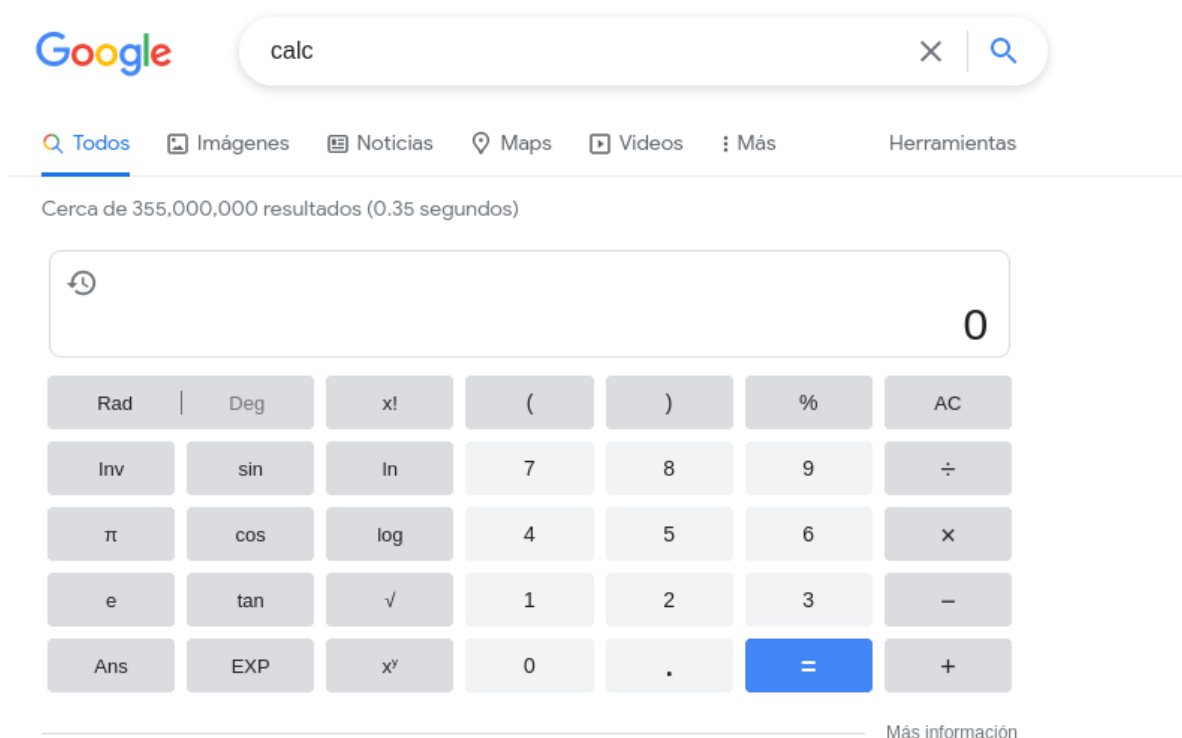 Google calc
Todos Imágenes Noticias Maps Videos Más Herramientas
Cerca de 355,000,000 resultados (0.35 segundos)
0
Rad | Deg x! ( ) % AC
Inv sin ln 7 8 9 ÷
π cos log 4 5 6 ×
e tan √ 1 2 3 −
Ans EXP xʸ 0 . = +
Más información